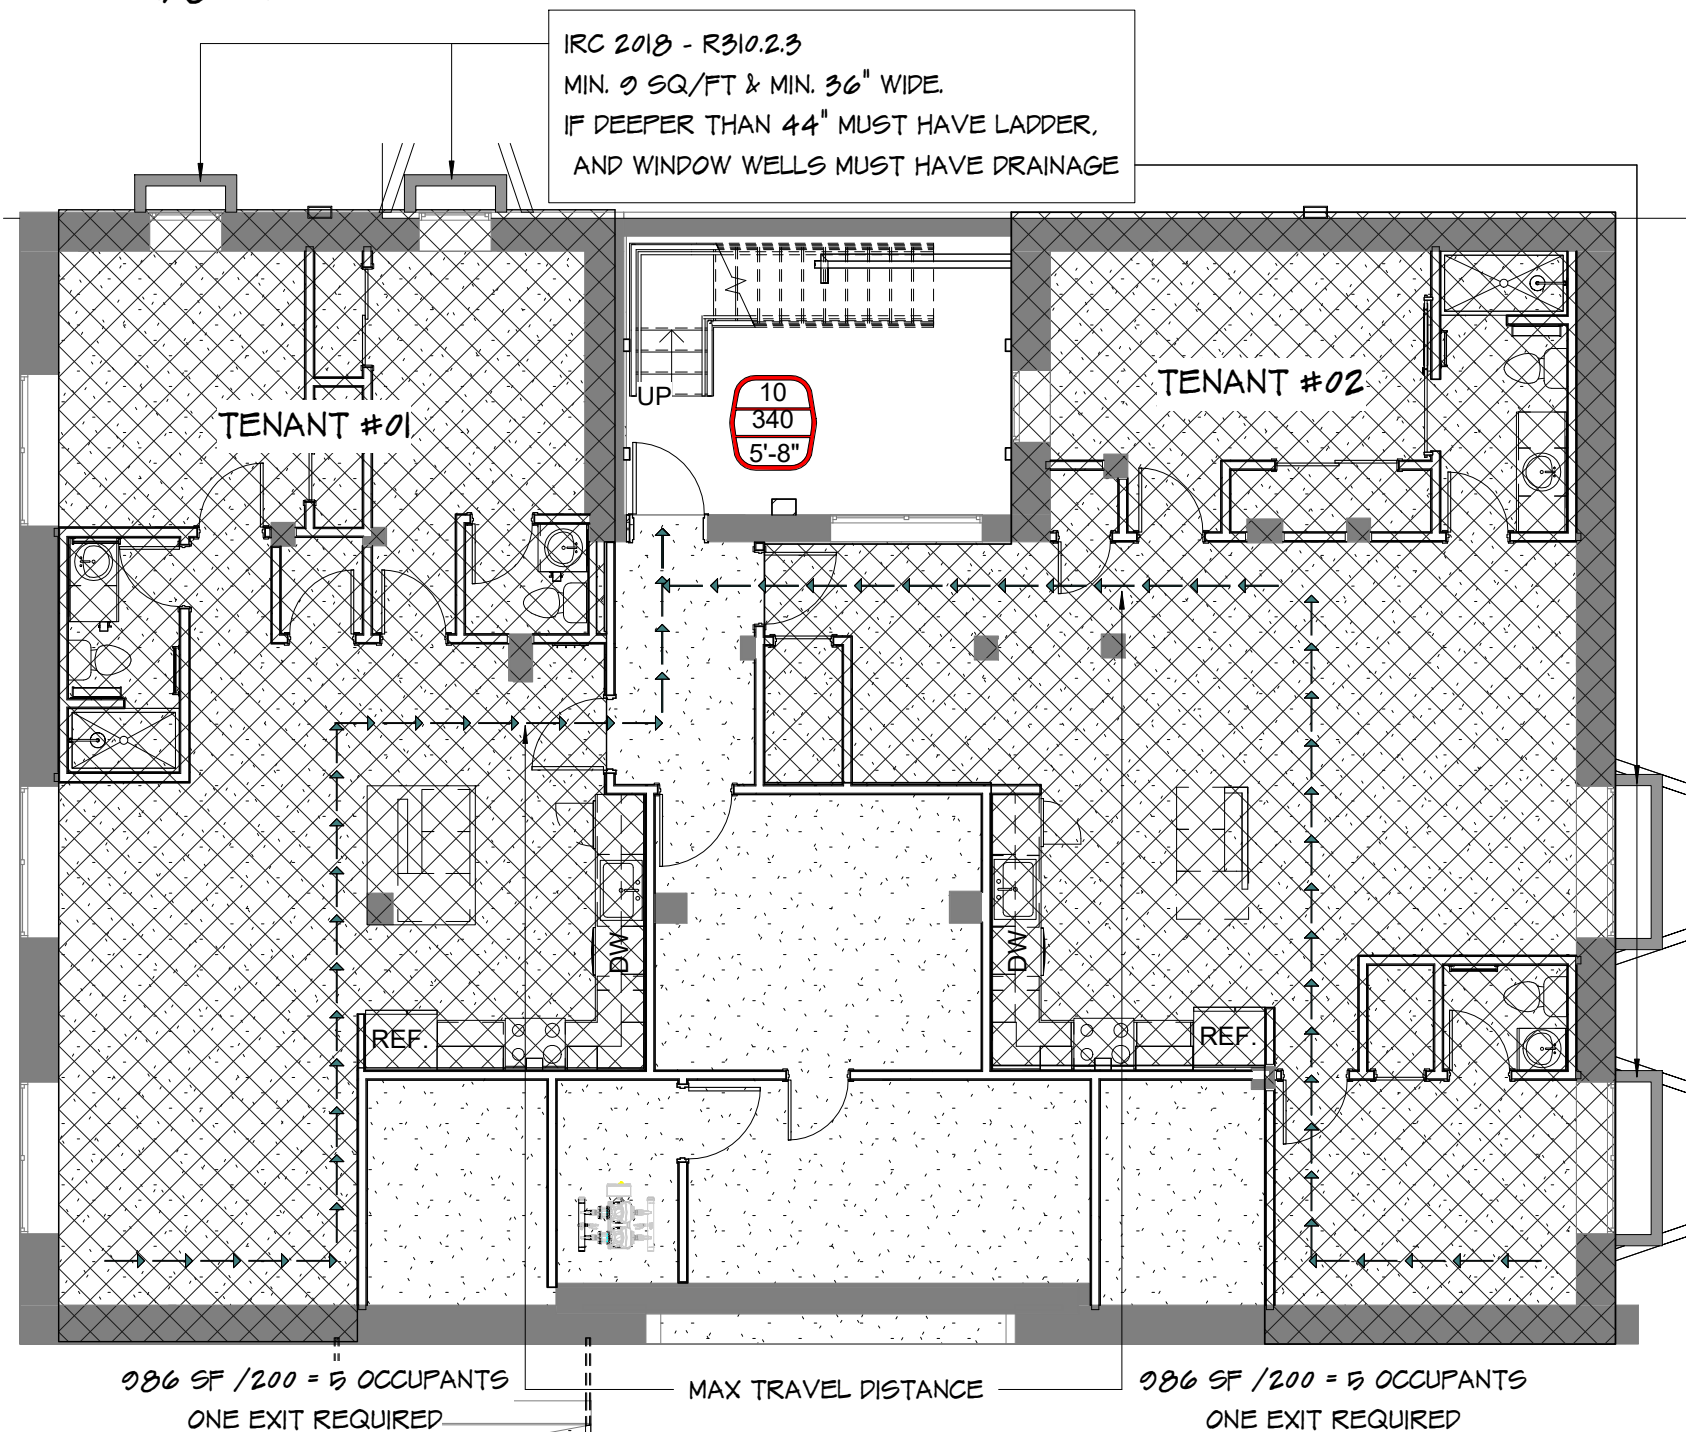 IRC 2018 - R310.2.3
MIN. 9 SQ/FT & MIN. 36" WIDE.
IF DEEPER THAN 44" MUST HAVE LADDER,
AND WINDOW WELLS MUST HAVE DRAINAGE
UP
10
340
5'-8"
TENANT #01
TENANT #02
DW
DW
REF.
REF.
986 SF /200 = 5 OCCUPANTS
ONE EXIT REQUIRED
MAX TRAVEL DISTANCE
986 SF /200 = 5 OCCUPANTS
ONE EXIT REQUIRED